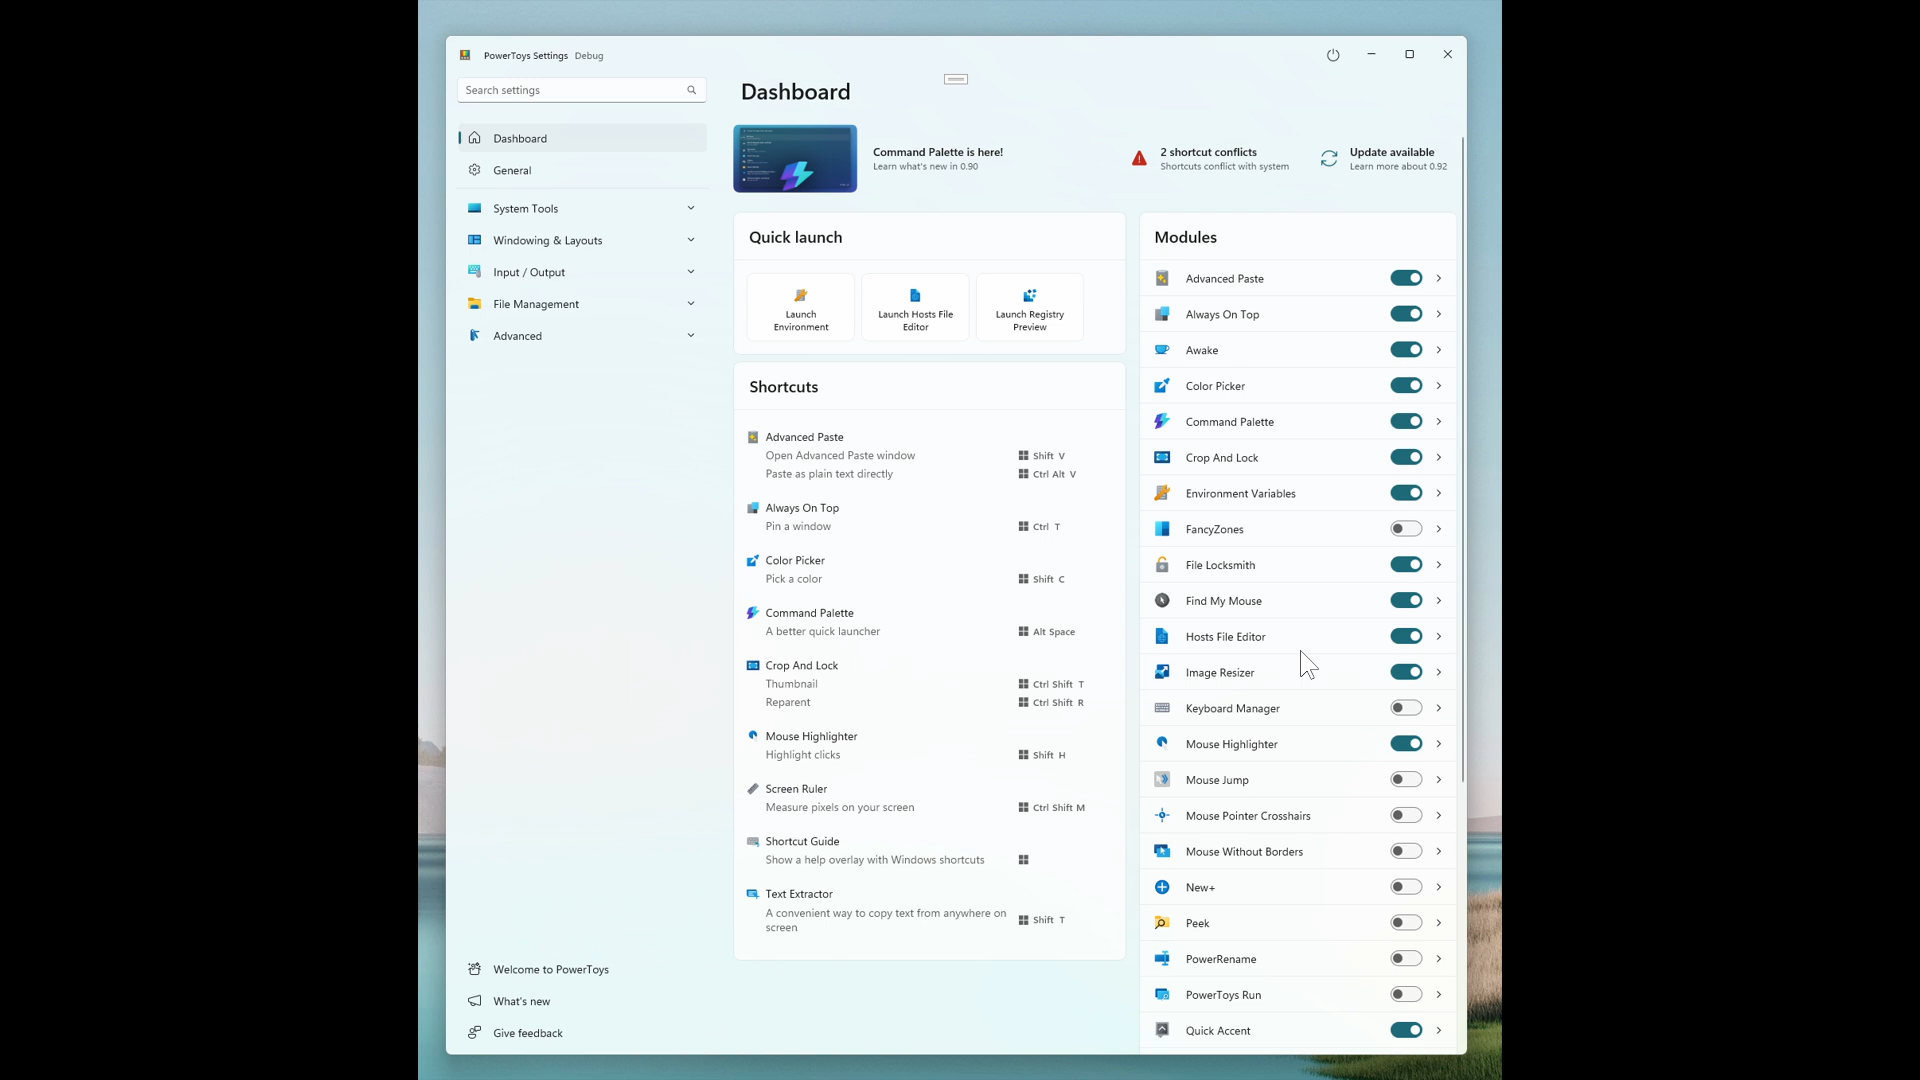 PowerToys Settings Debug
Search settings
Dashboard
General
System Tools
Windowing & Layouts
Input / Output
File Management
Advanced
Welcome to PowerToys
What's new
Give feedback
Dashboard
Command Palette is here!
Learn what's new in 0.90
2 shortcut conflicts
Shortcuts conflict with system
Update available
Learn more about 0.92
Quick launch
Launch
Environment
Launch Hosts File
Editor
Launch Registry
Preview
Shortcuts
Advanced Paste
Open Advanced Paste window Shift V
Paste as plain text directly Ctrl Alt V
Always On Top
Pin a window Ctrl T
Color Picker
Pick a color Shift C
Command Palette
A better quick launcher Alt Space
Crop And Lock
Thumbnail Ctrl Shift T
Reparent Ctrl Shift R
Mouse Highlighter
Highlight clicks Shift H
Screen Ruler
Measure pixels on your screen Ctrl Shift M
Shortcut Guide
Show a help overlay with Windows shortcuts
Text Extractor
A convenient way to copy text from anywhere on Shift T
screen
Modules
Advanced Paste
Always On Top
Awake
Color Picker
Command Palette
Crop And Lock
Environment Variables
FancyZones
File Locksmith
Find My Mouse
Hosts File Editor
Image Resizer
Keyboard Manager
Mouse Highlighter
Mouse Jump
Mouse Pointer Crosshairs
Mouse Without Borders
New+
Peek
PowerRename
PowerToys Run
Quick Accent